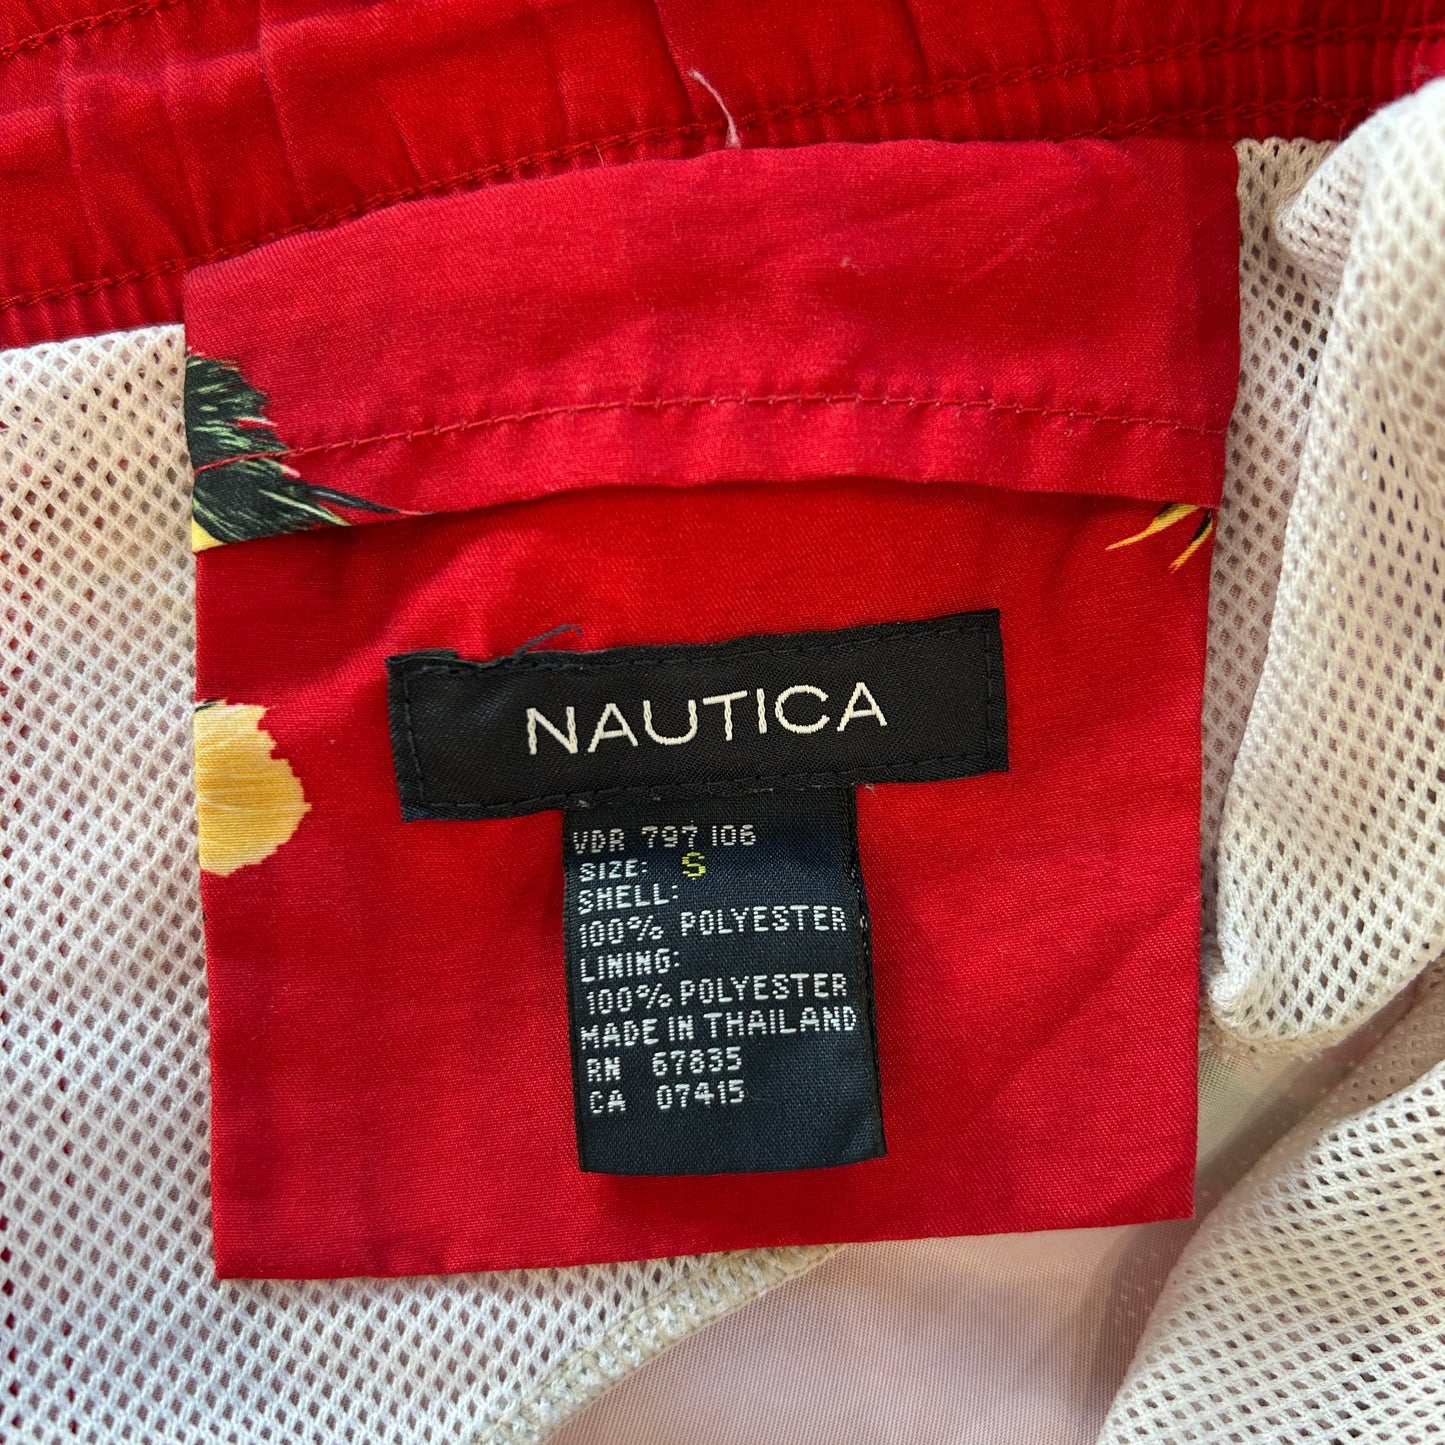 NAUTICA
VDR 797 106
SIZE: S
SHELL:
100% POLYESTER
LINING:
100% POLYESTER
MADE IN THAILAND
RN 67835
CA 07415